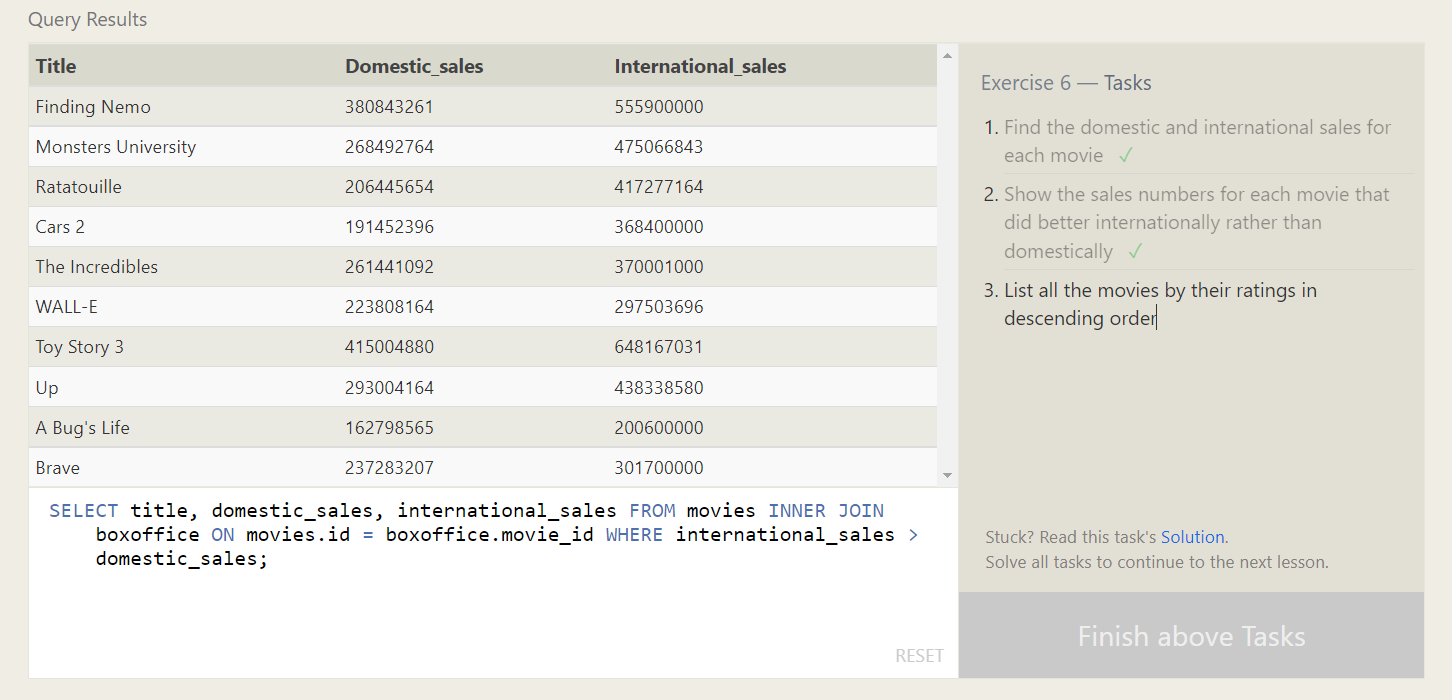 Query Results
Title Domestic_sales International_sales
Finding Nemo 380843261 555900000
Monsters University 268492764 475066843
Ratatouille 206445654 417277164
Cars 2 191452396 368400000
The Incredibles 261441092 370001000
WALL-E 223808164 297503696
Toy Story 3 415004880 648167031
Up 293004164 438338580
A Bug's Life 162798565 200600000
Brave 237283207 301700000
SELECT title, domestic_sales, international_sales FROM movies INNER JOIN
boxoffice ON movies.id = boxoffice.movie_id WHERE international_sales >
domestic_sales;
RESET
Exercise 6 — Tasks
1. Find the domestic and international sales for
each movie ✓
2. Show the sales numbers for each movie that
did better internationally rather than
domestically ✓
3. List all the movies by their ratings in
descending order
Stuck? Read this task's Solution.
Solve all tasks to continue to the next lesson.
Finish above Tasks